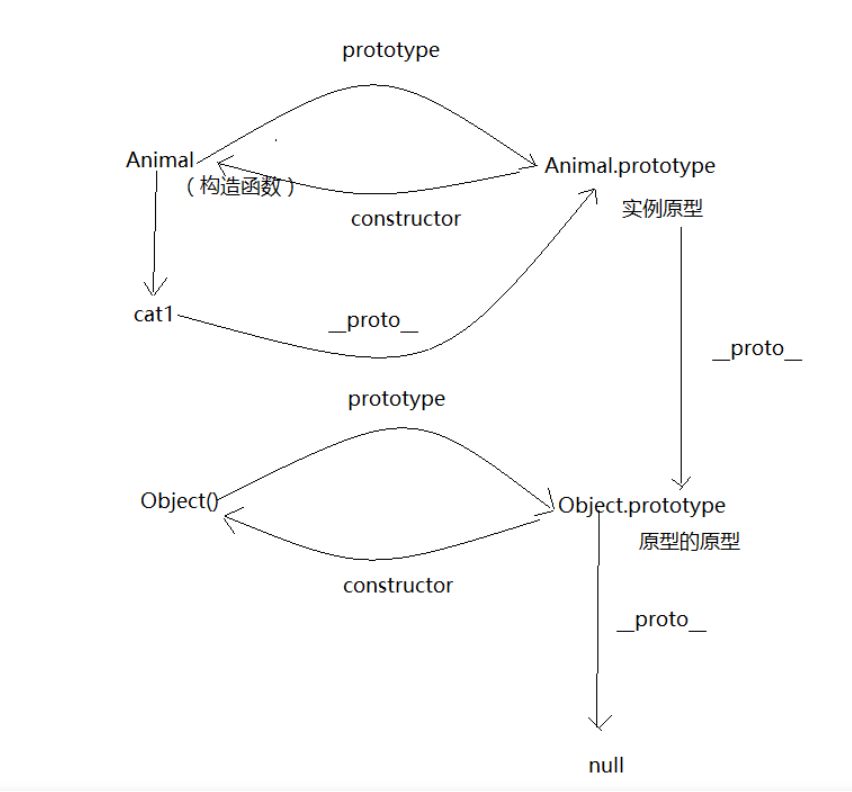 prototype
Animal
Animal.prototype
（构造函数）
实例原型
constructor
cat1
__proto__
__proto__
prototype
Object()
Object.prototype
原型的原型
constructor
__proto__
null